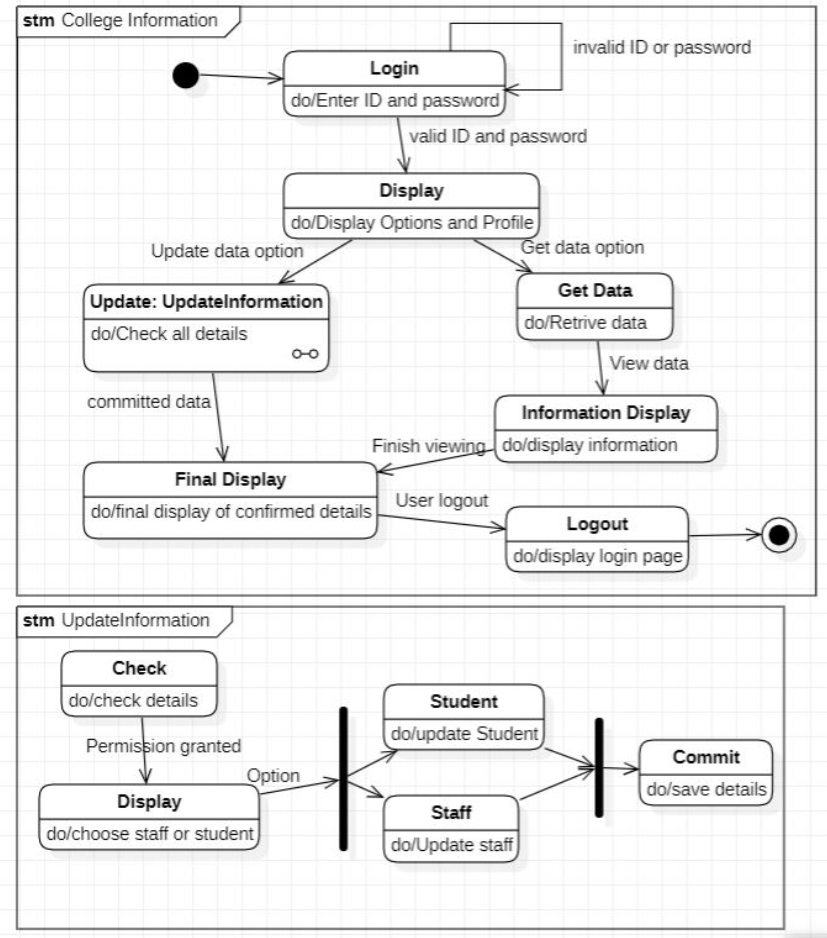 stm College Information
invalid ID or password
Login
do/Enter ID and password
valid ID and password
Display
do/Display Options and Profile
Update data option
Get data option
Update: UpdateInformation
do/Check all details
Get Data
do/Retrive data
View data
committed data
Information Display
do/display information
Finish viewing
Final Display
do/final display of confirmed details
User logout
Logout
do/display login page
stm UpdateInformation
Check
do/check details
Permission granted
Display
do/choose staff or student
Option
Student
do/update Student
Staff
do/Update staff
Commit
do/save details